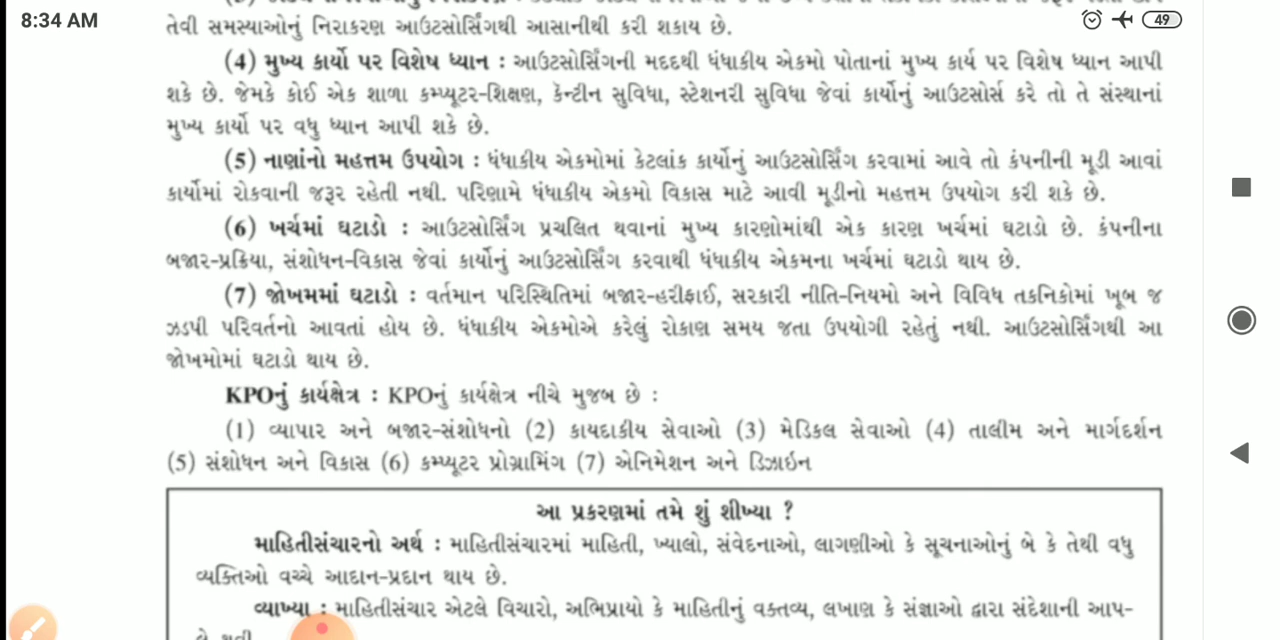 8:34 AM
49
તેવી સમસ્યાઓનું નિરાકરણ આઉટસોર્સિંગથી આસાનીથી કરી શકાય છે.
(4) મુખ્ય કાર્યો પર વિશેષ ધ્યાન : આઉટસોર્સિંગની મદદથી ધંધાકીય એકમો પોતાનાં મુખ્ય કાર્ય પર વિશેષ ધ્યાન આપી
શકે છે. જેમકે કોઈ એક શાળા કમ્પ્યૂટર-શિક્ષણ, કૅન્ટીન સુવિધા, સ્ટેશનરી સુવિધા જેવાં કાર્યોનું આઉટસોર્સ કરે તો તે સંસ્થાનાં
મુખ્ય કાર્યો પર વધુ ધ્યાન આપી શકે છે.
(5) નાણાંનો મહત્તમ ઉપયોગ : ધંધાકીય એકમોમાં કેટલાંક કાર્યોનું આઉટસોર્સિંગ કરવામાં આવે તો કંપનીની મૂડી આવાં
કાર્યોમાં રોકવાની જરૂર રહેતી નથી. પરિણામે ધંધાકીય એકમો વિકાસ માટે આવી મૂડીનો મહત્તમ ઉપયોગ કરી શકે છે.
(6) ખર્ચમાં ઘટાડો : આઉટસોર્સિંગ પ્રચલિત થવાનાં મુખ્ય કારણોમાંથી એક કારણ ખર્ચમાં ઘટાડો છે. કંપનીના
બજાર-પ્રક્રિયા, સંશોધન-વિકાસ જેવાં કાર્યોનું આઉટસોર્સિંગ કરવાથી ધંધાકીય એકમના ખર્ચમાં ઘટાડો થાય છે.
(7) જોખમમાં ઘટાડો : વર્તમાન પરિસ્થિતિમાં બજાર-હરીફાઈ, સરકારી નીતિ-નિયમો અને વિવિધ તકનિકોમાં ખૂબ જ
ઝડપી પરિવર્તનો આવતાં હોય છે. ધંધાકીય એકમોએ કરેલું રોકાણ સમય જતા ઉપયોગી રહેતું નથી. આઉટસોર્સિંગથી આ
જોખમોમાં ઘટાડો થાય છે.
KPOનું કાર્યક્ષેત્ર : KPOનું કાર્યક્ષેત્ર નીચે મુજબ છે :
(1) વ્યાપાર અને બજાર-સંશોધનો (2) કાયદાકીય સેવાઓ (3) મેડિકલ સેવાઓ (4) તાલીમ અને માર્ગદર્શન
(5) સંશોધન અને વિકાસ (6) કમ્પ્યૂટર પ્રોગ્રામિંગ (7) એનિમેશન અને ડિઝાઇન
આ પ્રકરણમાં તમે શું શીખ્યા ?
માહિતીસંચારનો અર્થ : માહિતીસંચારમાં માહિતી, ખ્યાલો, સંવેદનાઓ, લાગણીઓ કે સૂચનાઓનું બે કે તેથી વધુ
વ્યક્તિઓ વચ્ચે આદાન-પ્રદાન થાય છે.
વ્યાખ્યા : માહિતીસંચાર એટલે વિચારો, અભિપ્રાયો કે માહિતીનું વક્તવ્ય, લખાણ કે સંજ્ઞાઓ દ્વારા સંદેશાની આપ-